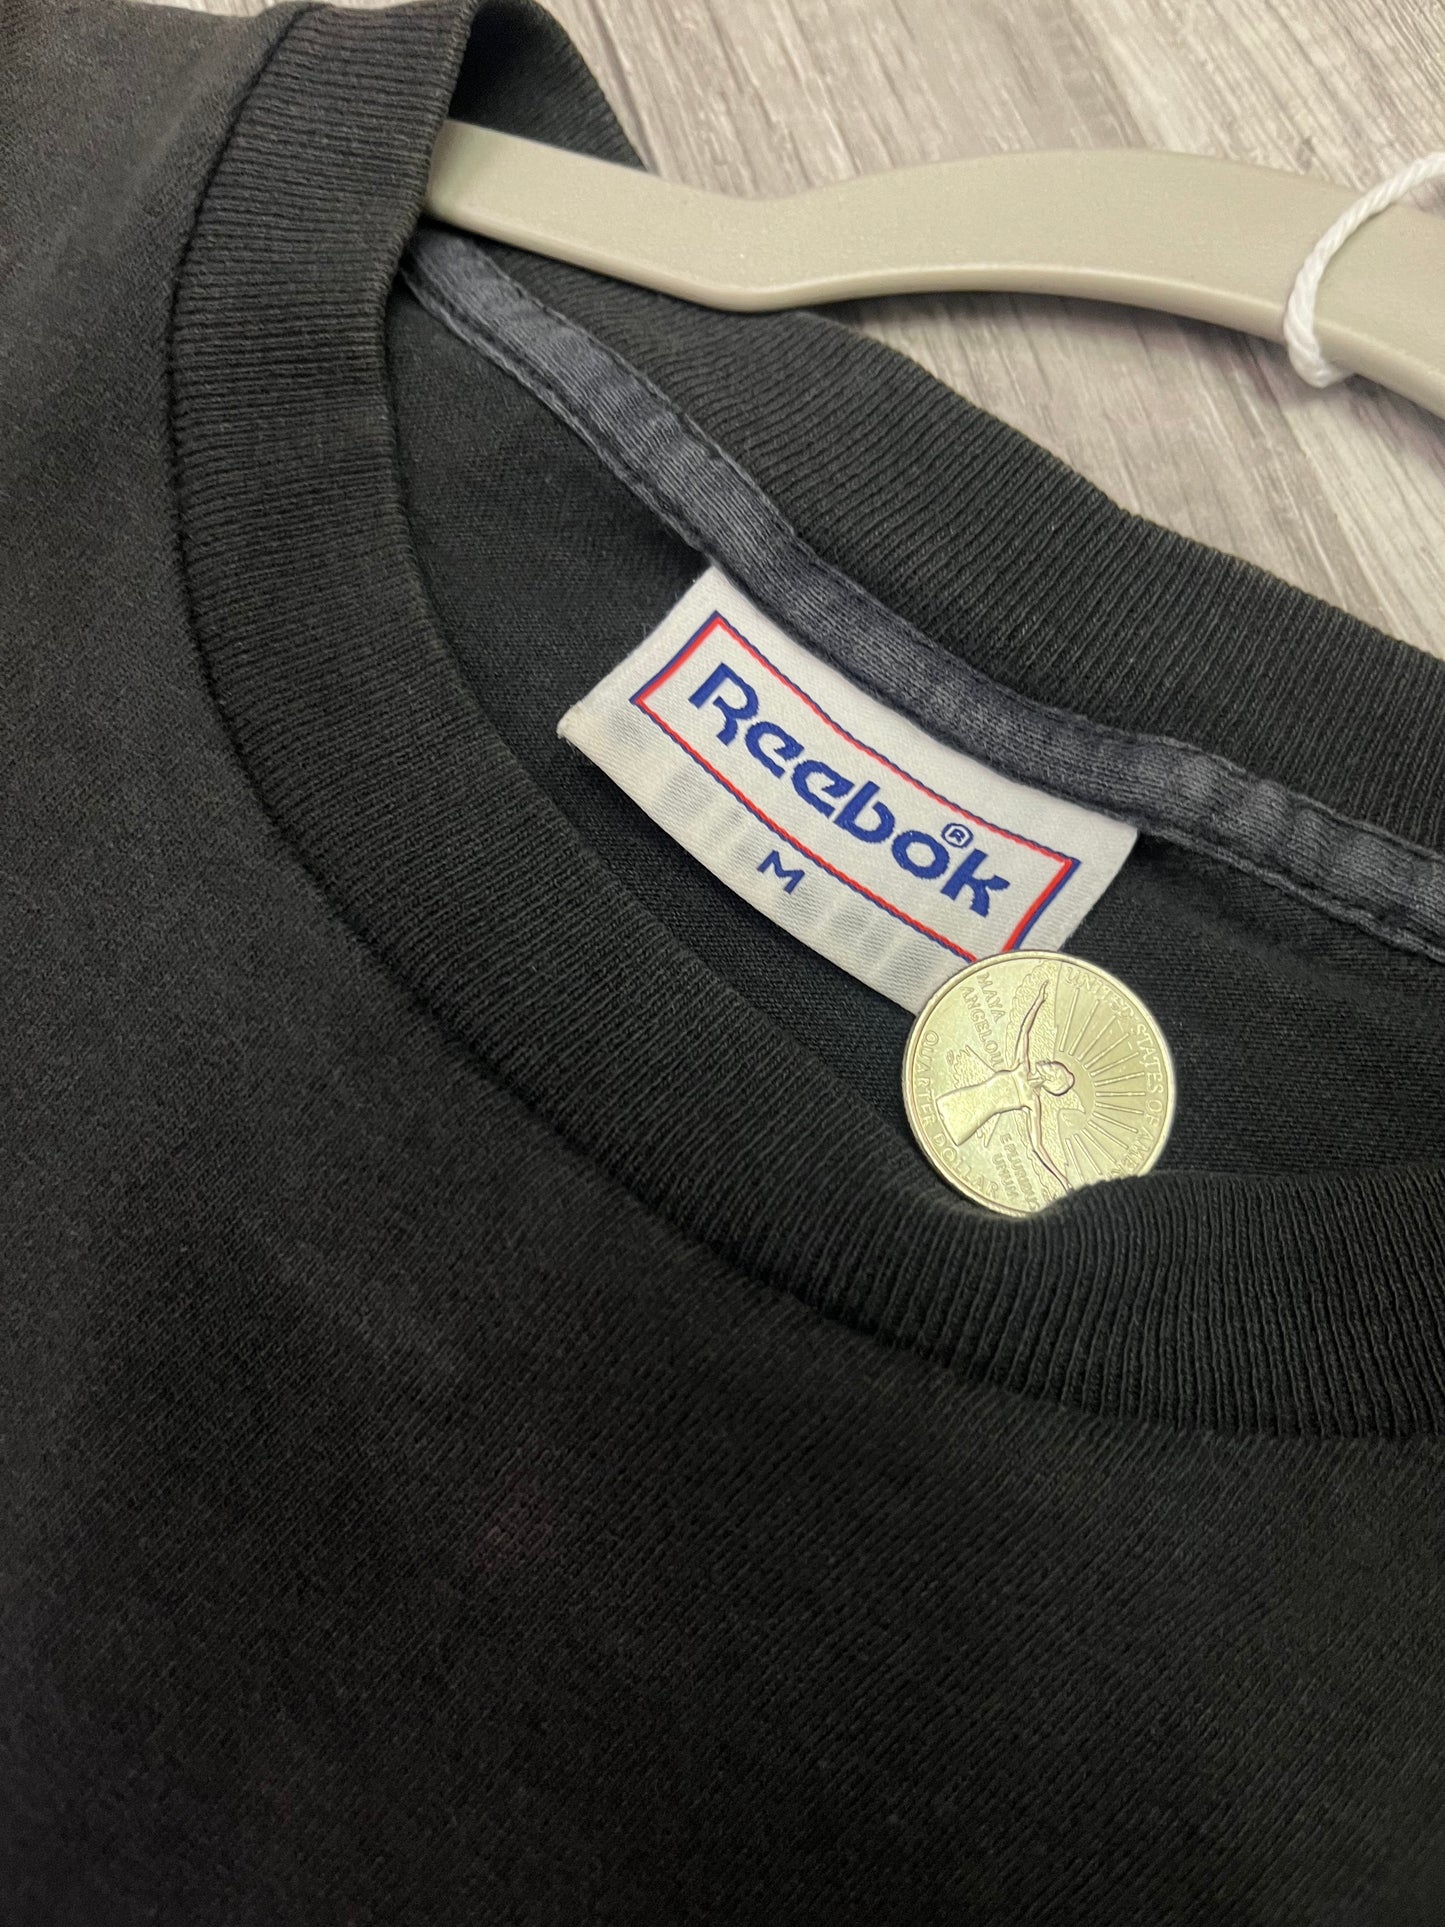 Reebok®
M
UNITED STATES OF AMERICA
MAYA
ANGELOU
E PLURIBUS
UNUM
QUARTER DOLLAR